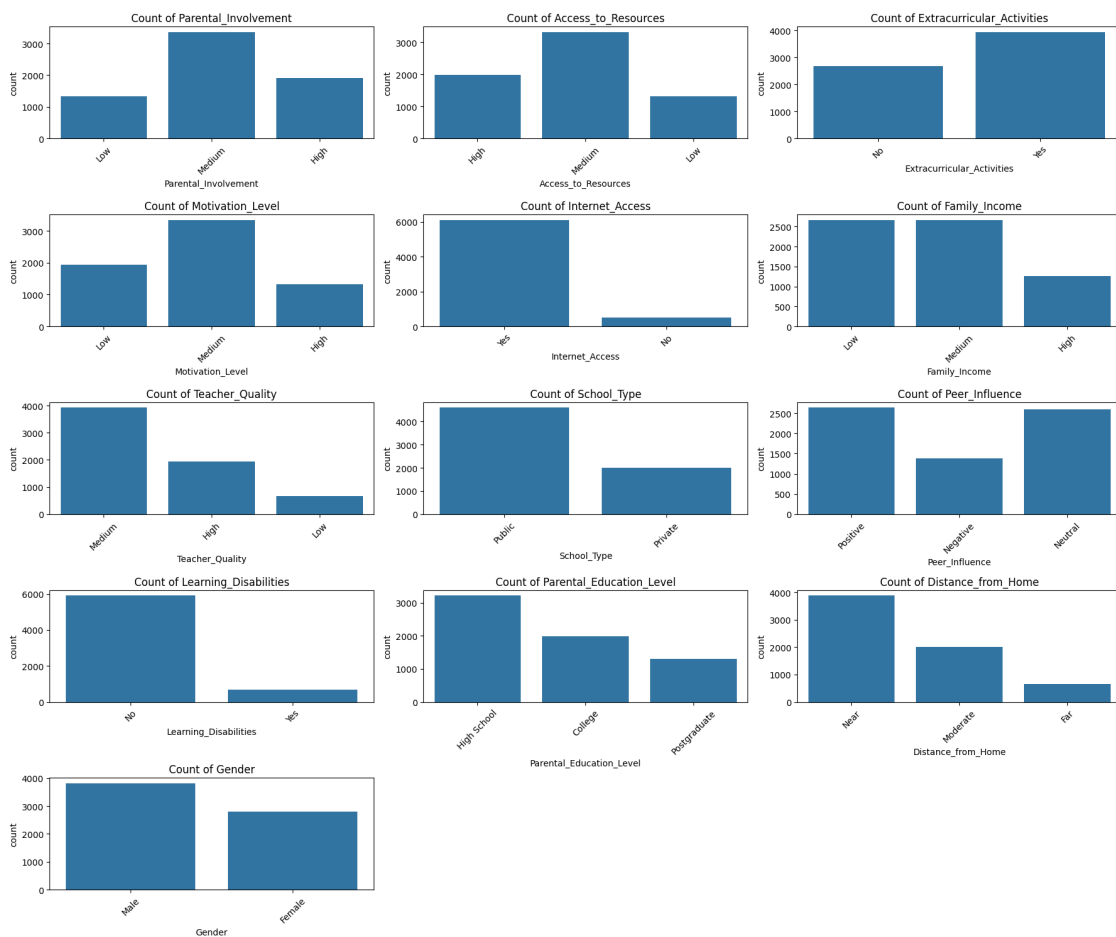 Count of Parental_Involvement
3000
2000
1000
0
count
Low
Medium
High
Parental_Involvement
Count of Access_to_Resources
3000
2000
1000
0
count
High
Medium
Low
Access_to_Resources
Count of Extracurricular_Activities
4000
3000
2000
1000
0
count
No
Yes
Extracurricular_Activities
Count of Motivation_Level
3000
2000
1000
0
count
Low
Medium
High
Motivation_Level
Count of Internet_Access
6000
4000
2000
0
count
Yes
No
Internet_Access
Count of Family_Income
2500
2000
1500
1000
500
0
count
Low
Medium
High
Family_Income
Count of Teacher_Quality
4000
3000
2000
1000
0
count
Medium
High
Low
Teacher_Quality
Count of School_Type
4000
3000
2000
1000
0
count
Public
Private
School_Type
Count of Peer_Influence
2500
2000
1500
1000
500
0
count
Positive
Negative
Neutral
Peer_Influence
Count of Learning_Disabilities
6000
4000
2000
0
count
No
Yes
Learning_Disabilities
Count of Parental_Education_Level
3000
2000
1000
0
count
High School
College
Postgraduate
Parental_Education_Level
Count of Distance_from_Home
4000
3000
2000
1000
0
count
Near
Moderate
Far
Distance_from_Home
Count of Gender
4000
3000
2000
1000
0
count
Male
Female
Gender